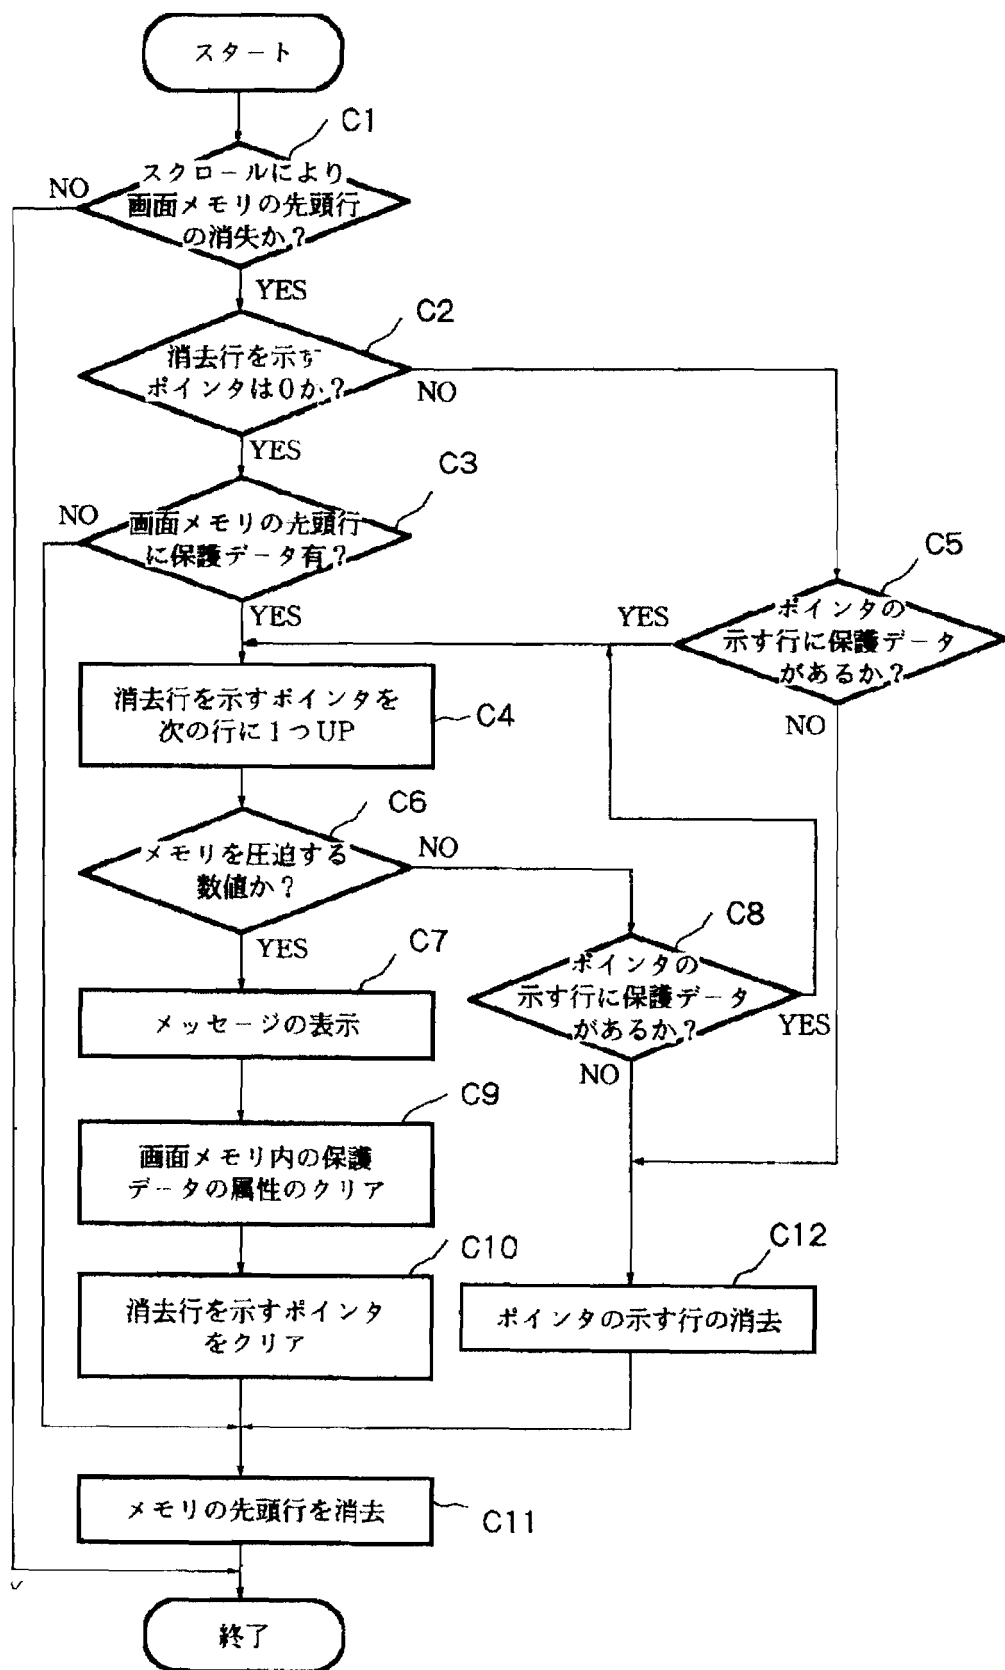 スタート
C1
スクロールにより
画面メモリの先頭行
の消失か?
NO
YES
C2
消去行を示す
ポインタは0か?
NO
YES
C3
NO
画面メモリの先頭行
に保護データ有?
YES
C5
ポインタの
示す行に保護データ
があるか?
YES
NO
消去行を示すポインタを
次の行に1つUP
C4
C6
メモリを圧迫する
数値か?
NO
YES
C8
ポインタの
示す行に保護データ
があるか?
YES
NO
C7
メッセージの表示
C9
画面メモリ内の保護
データの属性のクリア
C10
消去行を示すポインタ
をクリア
C12
ポインタの示す行の消去
メモリの先頭行を消去
C11
終了